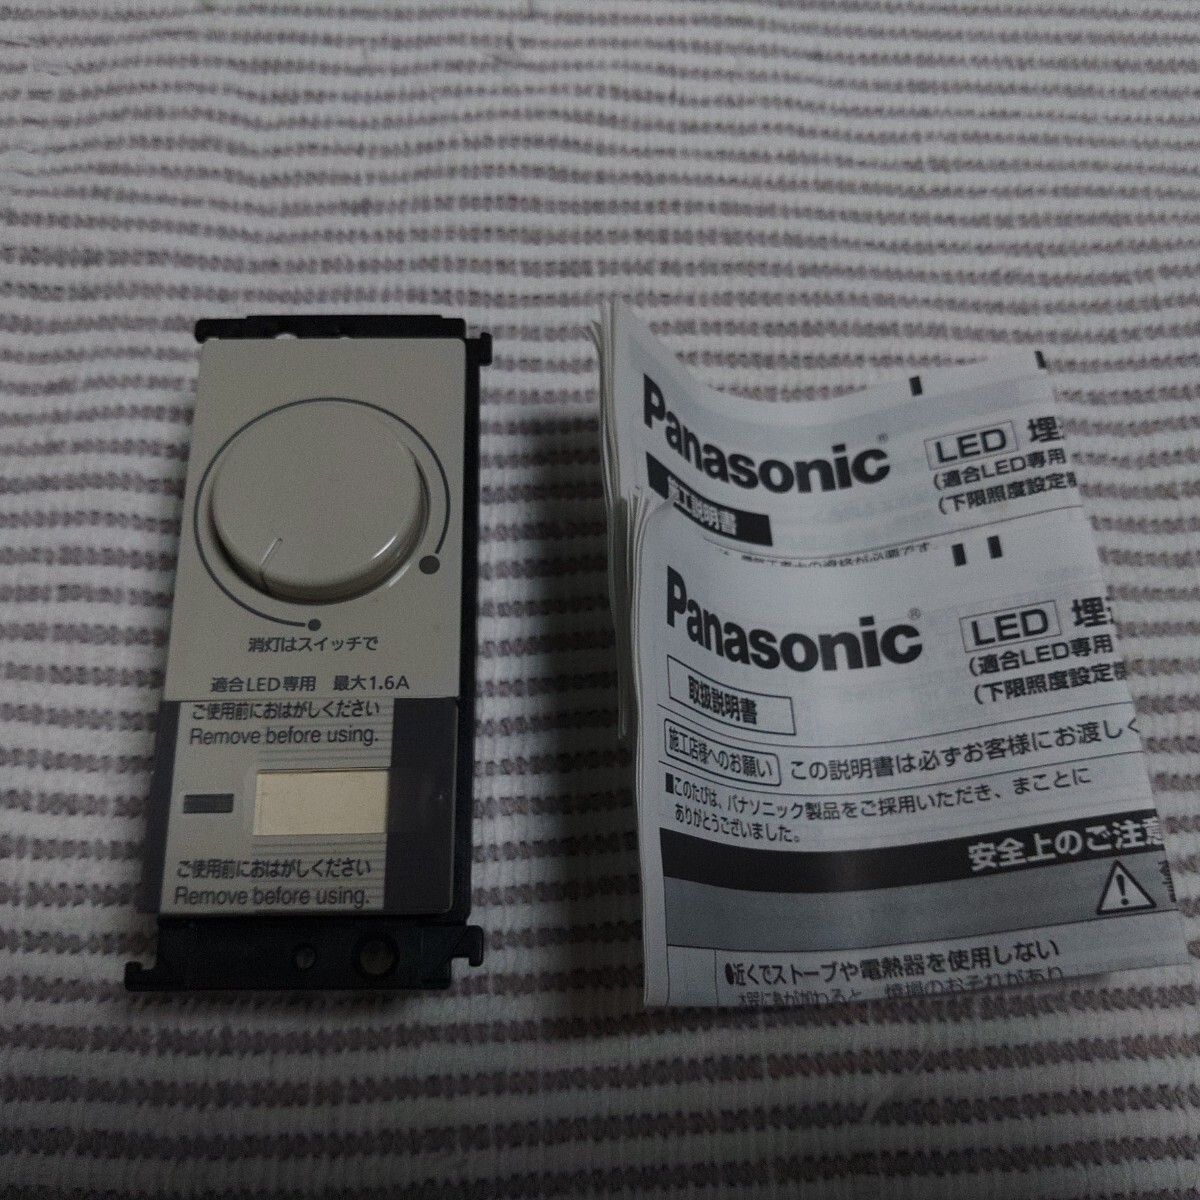 消灯はスイッチで
適合LED専用 最大1.6A
ご使用前におはがしください
Remove before using.
ご使用前におはがしください
Remove before using.
Panasonic®
LED 埋
(適合LED専用
(下限照度設定
施工説明書
Panasonic®
LED 埋
(適合LED専用
(下限照度設定
取扱説明書
施工店様へのお願い この説明書は必ずお客様にお渡しく
■このたびは、パナソニック製品をご採用いただき、まことに
ありがとうございました。
安全上のご注意
●近くでストーブや電熱器を使用しない